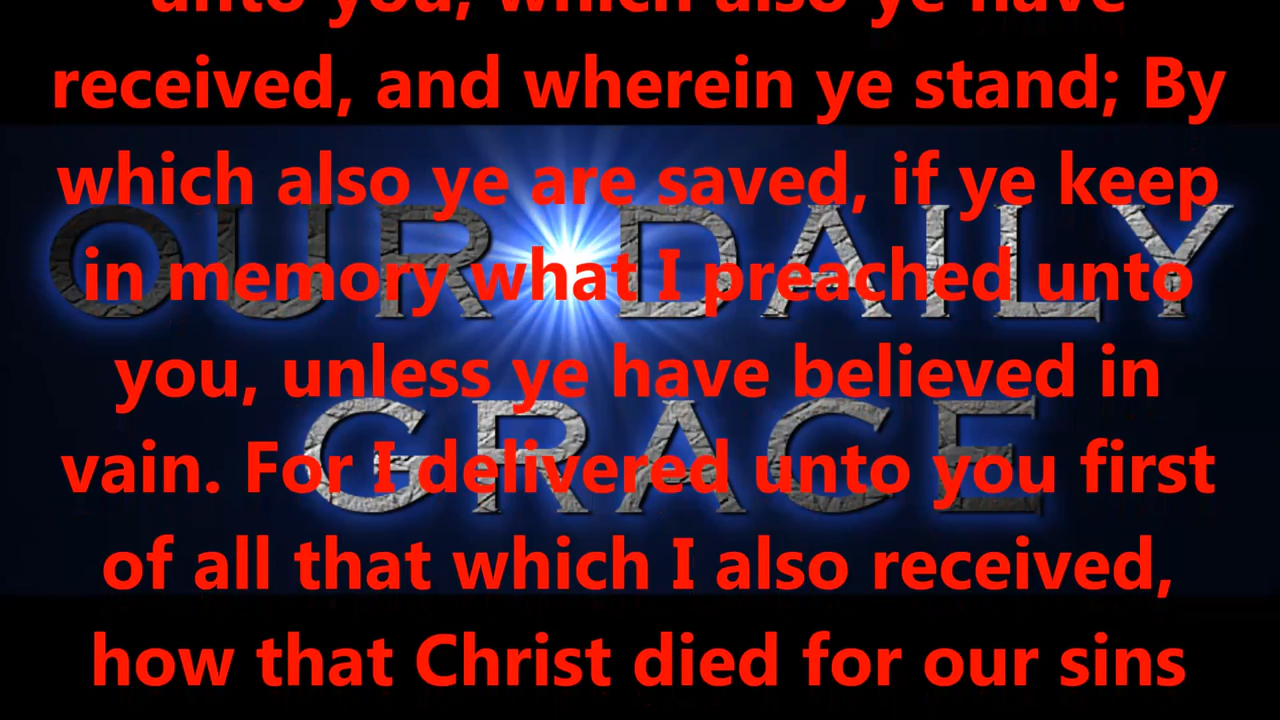 unto you, which also ye have
received, and wherein ye stand; By
which also ye are saved, if ye keep
in memory what I preached unto
you, unless ye have believed in
vain. For I delivered unto you first
of all that which I also received,
how that Christ died for our sins
OUR DAILY
GRACE